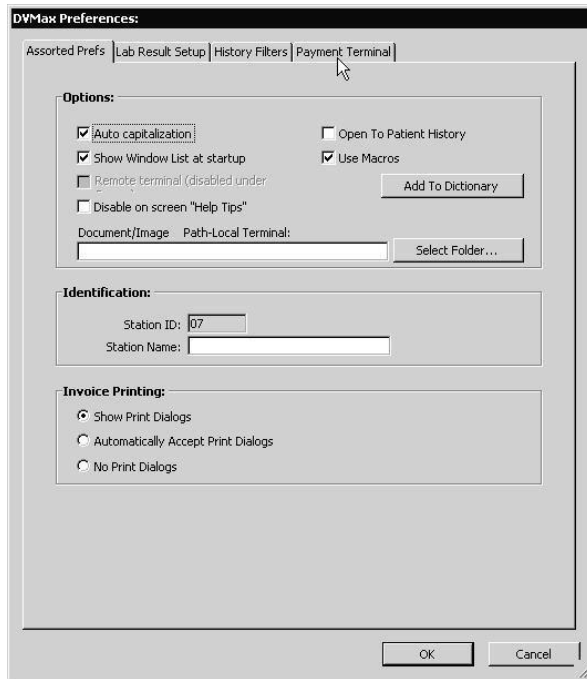 DVMax Preferences:
Assorted Prefs Lab Result Setup History Filters Payment Terminal
Options:
Auto capitalization Open To Patient History
Show Window List at startup Use Macros
Remote terminal (disabled under Add To Dictionary
Disable on screen "Help Tips"
Document/Image Path-Local Terminal:
Select Folder...
Identification:
Station ID: 07
Station Name:
Invoice Printing:
Show Print Dialogs
Automatically Accept Print Dialogs
No Print Dialogs
OK Cancel